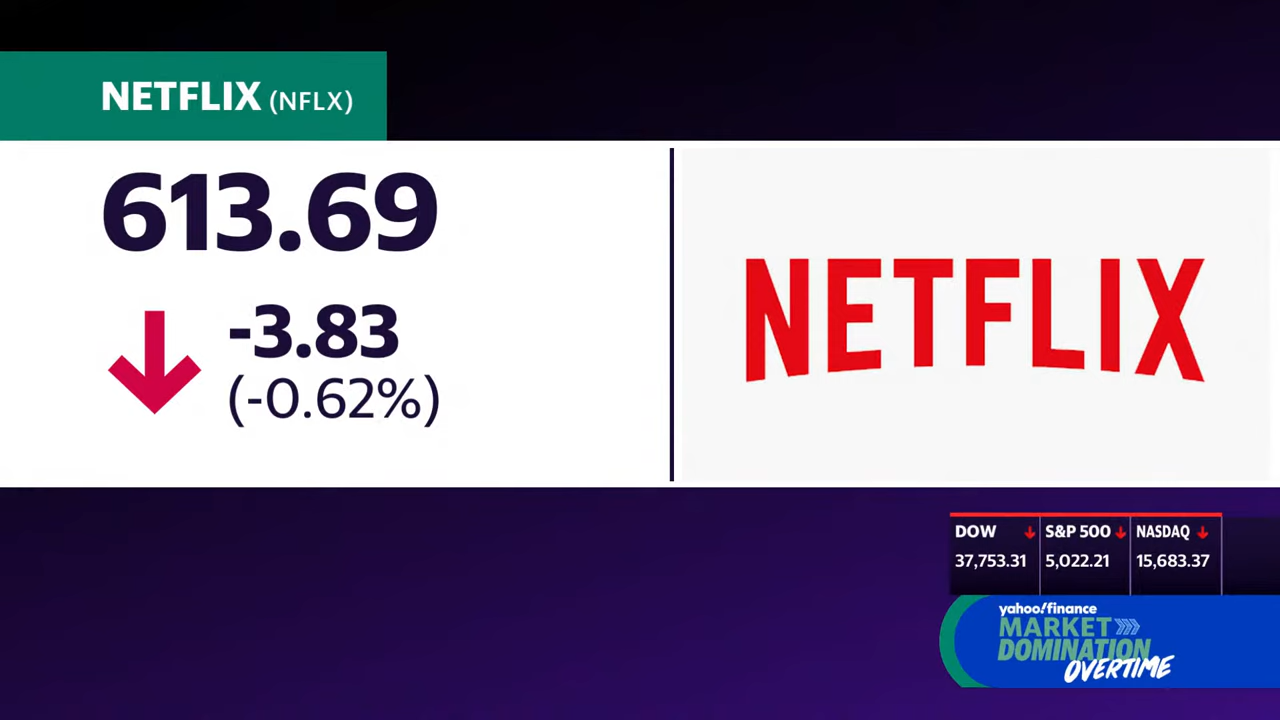 NETFLIX (NFLX)
613.69
-3.83
(-0.62%)
NETFLIX
DOW S&P 500 NASDAQ
37,753.31 5,022.21 15,683.37
yahoo!finance
MARKET
DOMINATION
OVERTIME